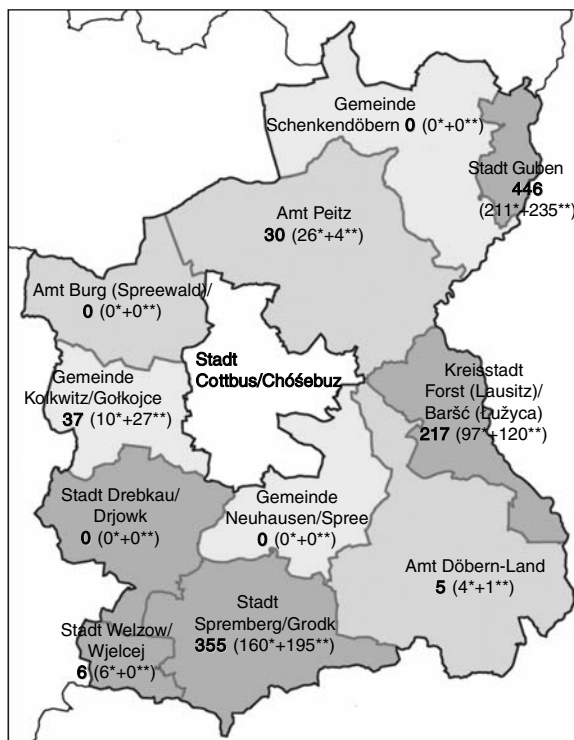 Gemeinde
Schenkendöbern 0 (0*+0**)
Stadt Guben
446
(211*+235**)
Amt Peitz
30 (26*+4**)
Amt Burg (Spreewald)/
0 (0*+0**)
Stadt
Cottbus/Chóśebuz
Gemeinde
Kolkwitz/Gołkojce
37 (10*+27**)
Kreisstadt
Forst (Lausitz)/
Baršć (Łužyca)
217 (97*+120**)
Stadt Drebkau/
Drjowk
0 (0*+0**)
Gemeinde
Neuhausen/Spree
0 (0*+0**)
Amt Döbern-Land
5 (4*+1**)
Stadt
Spremberg/Grodk
355 (160*+195**)
Stadt Welzow/
Wjelcej
6 (6*+0**)